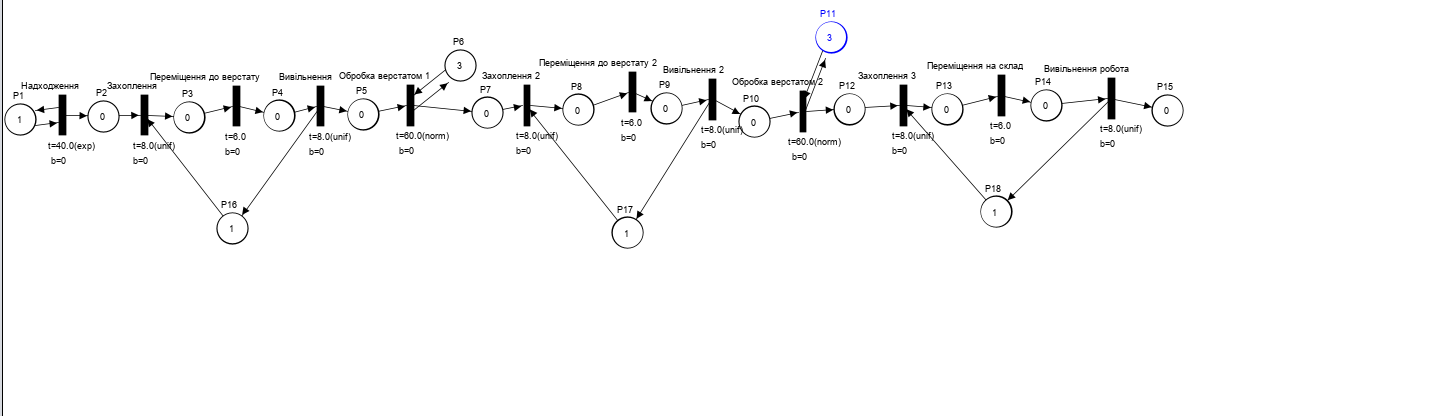 P11
3
P6
3
Переміщення до верстату 2
Переміщення на склад
Вивільнення 2
Вивільнення робота
Переміщення до верстату
Вивільнення
Обробка верстатом 1
Захоплення 2
Захоплення 3
Надходження
Захоплення
Обробка верстатом 2
P1
P2
P3
P4
P5
P7
P8
P9
P10
P12
P13
P14
P15
1
0
0
0
0
0
0
0
0
0
0
0
0
t=40.0(exp)
b=0
t=8.0(unif)
b=0
t=6.0
b=0
t=8.0(unif)
b=0
t=60.0(norm)
b=0
t=8.0(unif)
b=0
t=6.0
b=0
t=8.0(unif)
b=0
t=60.0(norm)
b=0
t=8.0(unif)
b=0
t=6.0
b=0
t=8.0(unif)
b=0
P16
1
P17
1
P18
1